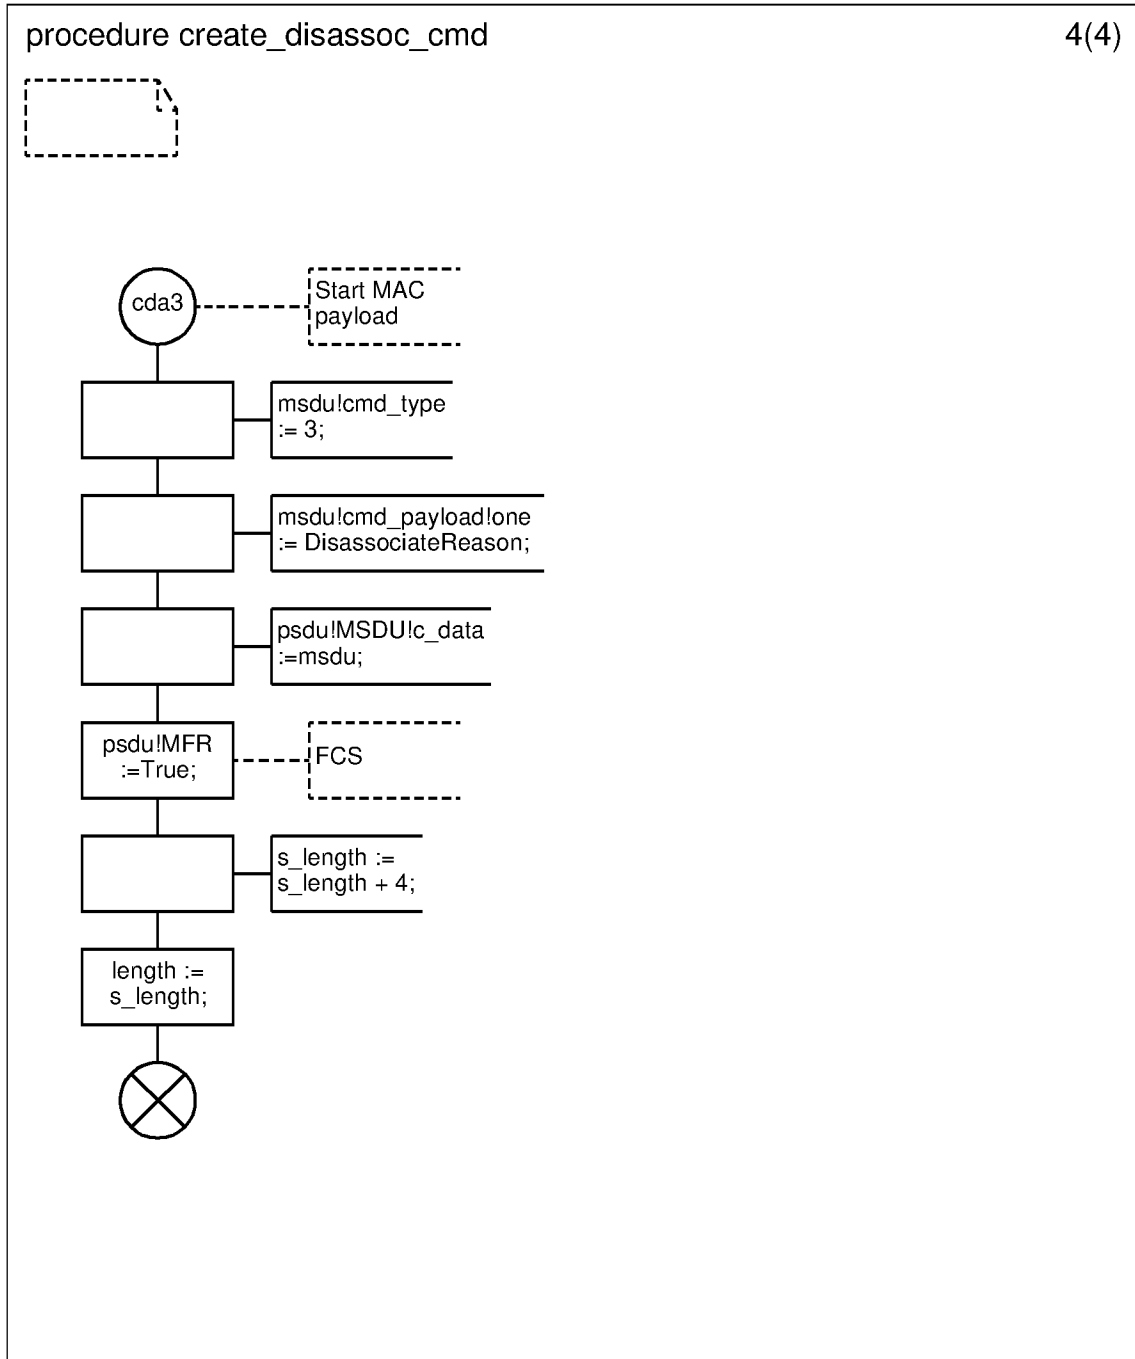 procedure create_disassoc_cmd
4(4)
cda3
Start MAC
payload
msdu!cmd_type
:= 3;
msdu!cmd_payload!one
:= DisassociateReason;
psdu!MSDU!c_data
:=msdu;
psdu!MFR
:=True;
FCS
s_length :=
s_length + 4;
length :=
s_length;